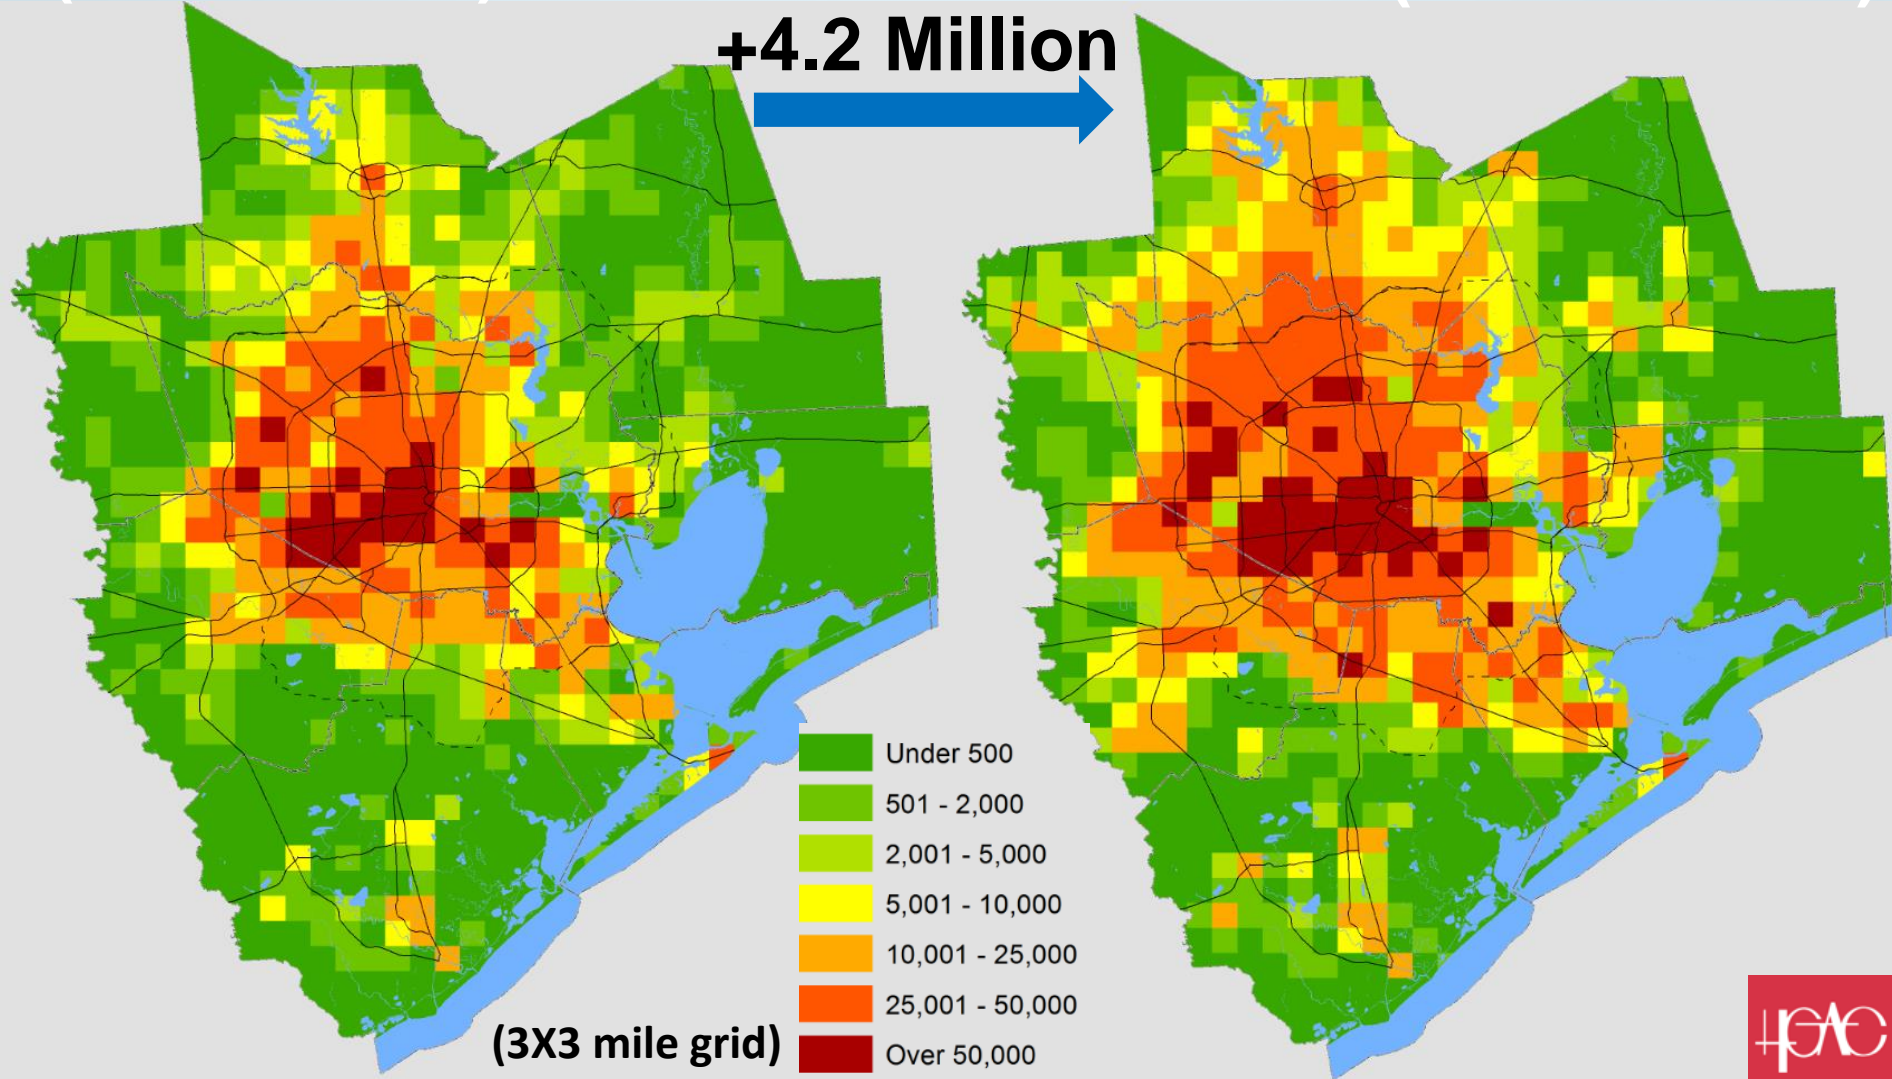 +4.2 Million
Under 500
501 - 2,000
2,001 - 5,000
5,001 - 10,000
10,001 - 25,000
25,001 - 50,000
Over 50,000
(3X3 mile grid)
HGAC